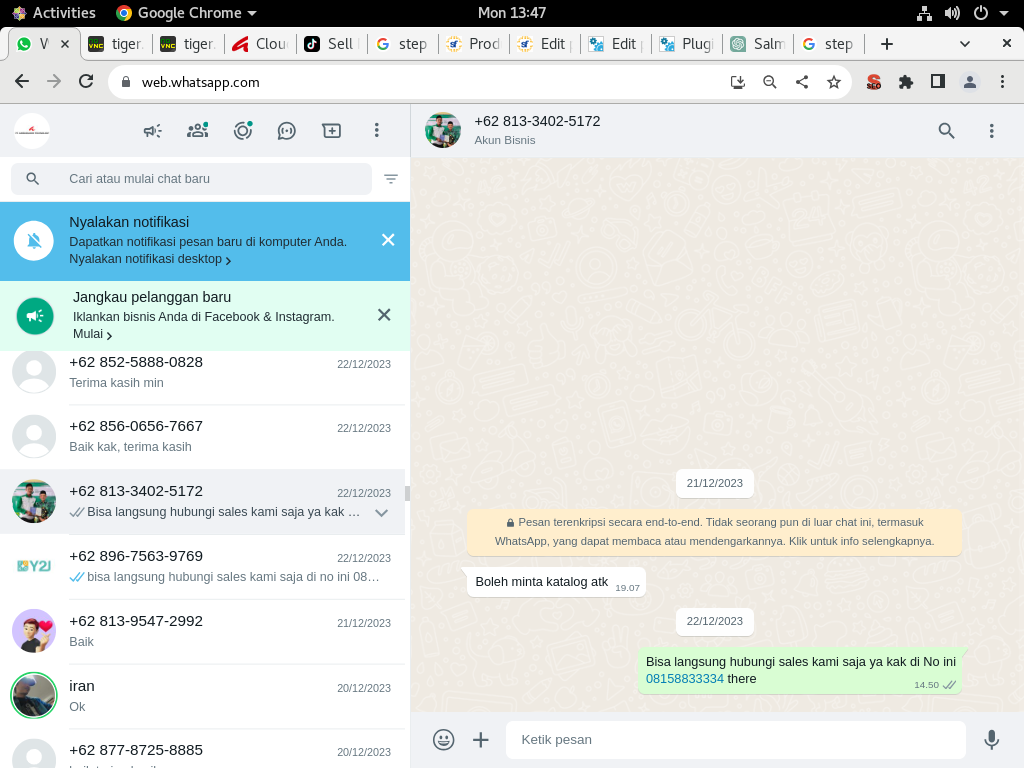 Activities
Google Chrome
Mon 13:47
W
tiger.
tiger.
Clou
Sell
step
Prod
Edit
Edit
Plugi
Salm
step
web.whatsapp.com
SEO
+62 813-3402-5172
Akun Bisnis
Cari atau mulai chat baru
Nyalakan notifikasi
Dapatkan notifikasi pesan baru di komputer Anda.
Nyalakan notifikasi desktop
Jangkau pelanggan baru
Iklankan bisnis Anda di Facebook & Instagram.
Mulai
+62 852-5888-0828
22/12/2023
Terima kasih min
+62 856-0656-7667
22/12/2023
Baik kak, terima kasih
+62 813-3402-5172
22/12/2023
Bisa langsung hubungi sales kami saja ya kak …
+62 896-7563-9769
22/12/2023
bisa langsung hubungi sales kami saja di no ini 08…
Y2J
+62 813-9547-2992
21/12/2023
Baik
iran
20/12/2023
Ok
+62 877-8725-8885
20/12/2023
21/12/2023
Pesan terenkripsi secara end-to-end. Tidak seorang pun di luar chat ini, termasuk
WhatsApp, yang dapat membaca atau mendengarkannya. Klik untuk info selengkapnya.
Boleh minta katalog atk
19.07
22/12/2023
Bisa langsung hubungi sales kami saja ya kak di No ini
08158833334 there
14.50
Ketik pesan